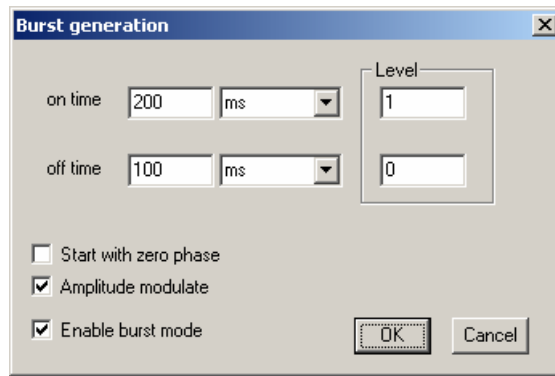 Burst generation
Level
on time 200 ms 1
off time 100 ms 0
Start with zero phase
Amplitude modulate
Enable burst mode OK Cancel